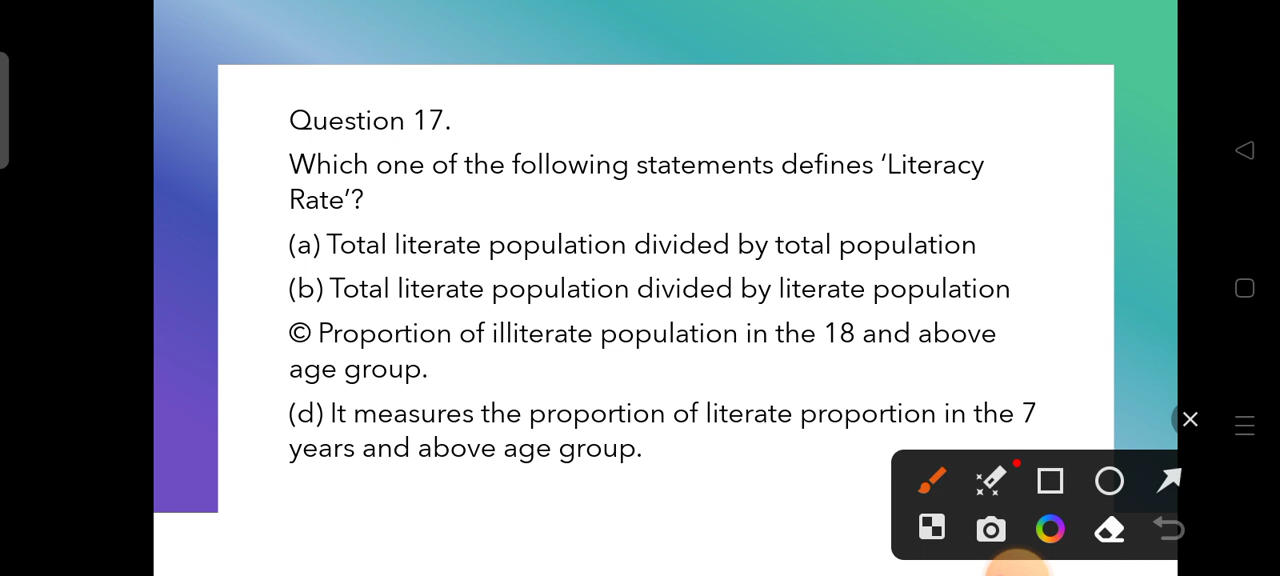 Question 17.
Which one of the following statements defines ‘Literacy
Rate’?
(a) Total literate population divided by total population
(b) Total literate population divided by literate population
© Proportion of illiterate population in the 18 and above
age group.
(d) It measures the proportion of literate proportion in the 7
years and above age group.